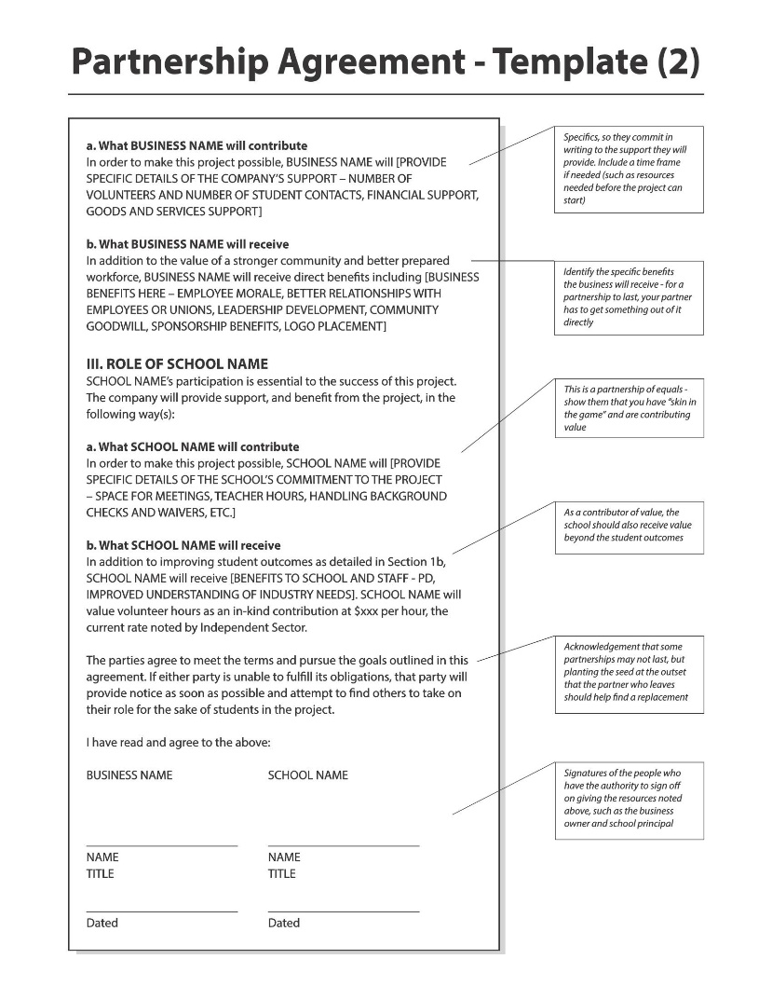 Partnership Agreement - Template (2)
a. What BUSINESS NAME will contribute
In order to make this project possible, BUSINESS NAME will [PROVIDE
SPECIFIC DETAILS OF THE COMPANY'S SUPPORT – NUMBER OF
VOLUNTEERS AND NUMBER OF STUDENT CONTACTS, FINANCIAL SUPPORT,
GOODS AND SERVICES SUPPORT]
Specifics, so they commit in
writing to the support they will
provide. Include a time frame
if needed (such as resources
needed before the project can
start)
b. What BUSINESS NAME will receive
In addition to the value of a stronger community and better prepared
workforce, BUSINESS NAME will receive direct benefits including [BUSINESS
BENEFITS HERE – EMPLOYEE MORALE, BETTER RELATIONSHIPS WITH
EMPLOYEES OR UNIONS, LEADERSHIP DEVELOPMENT, COMMUNITY
GOODWILL, SPONSORSHIP BENEFITS, LOGO PLACEMENT]
Identify the specific benefits
the business will receive - for a
partnership to last, your partner
has to get something out of it
directly
III. ROLE OF SCHOOL NAME
SCHOOL NAME's participation is essential to the success of this project.
The company will provide support, and benefit from the project, in the
following way(s):
This is a partnership of equals -
show them that you have "skin in
the game" and are contributing
value
a. What SCHOOL NAME will contribute
In order to make this project possible, SCHOOL NAME will [PROVIDE
SPECIFIC DETAILS OF THE SCHOOL'S COMMITMENT TO THE PROJECT
– SPACE FOR MEETINGS, TEACHER HOURS, HANDLING BACKGROUND
CHECKS AND WAIVERS, ETC.]
As a contributor of value, the
school should also receive value
beyond the student outcomes
b. What SCHOOL NAME will receive
In addition to improving student outcomes as detailed in Section 1b,
SCHOOL NAME will receive [BENEFITS TO SCHOOL AND STAFF - PD,
IMPROVED UNDERSTANDING OF INDUSTRY NEEDS]. SCHOOL NAME will
value volunteer hours as an in-kind contribution at $xxx per hour, the
current rate noted by Independent Sector.
The parties agree to meet the terms and pursue the goals outlined in this
agreement. If either party is unable to fulfill its obligations, that party will
provide notice as soon as possible and attempt to find others to take on
their role for the sake of students in the project.
Acknowledgement that some
partnerships may not last, but
planting the seed at the outset
that the partner who leaves
should help find a replacement
I have read and agree to the above:
BUSINESS NAME SCHOOL NAME
Signatures of the people who
have the authority to sign off
on giving the resources noted
above, such as the business
owner and school principal
NAME NAME
TITLE TITLE
Dated Dated